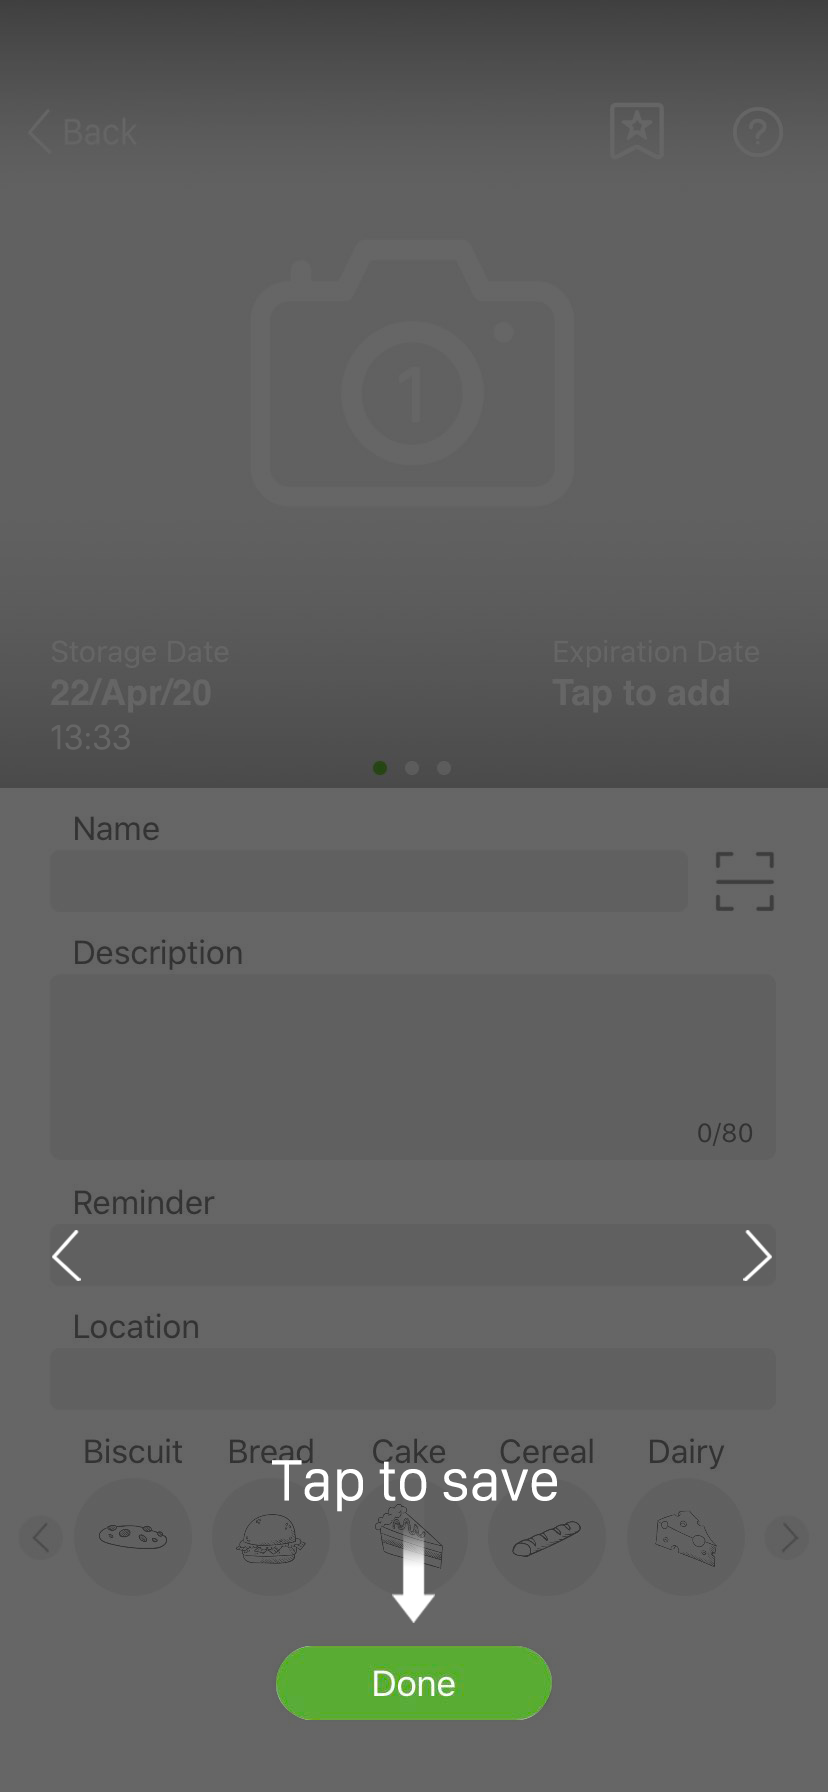 Back
?
1
Storage Date
Expiration Date
22/Apr/20
Tap to add
13:33
Name
Description
0/80
Reminder
Location
Biscuit Bread Cake Cereal Dairy
Tap to save
Done